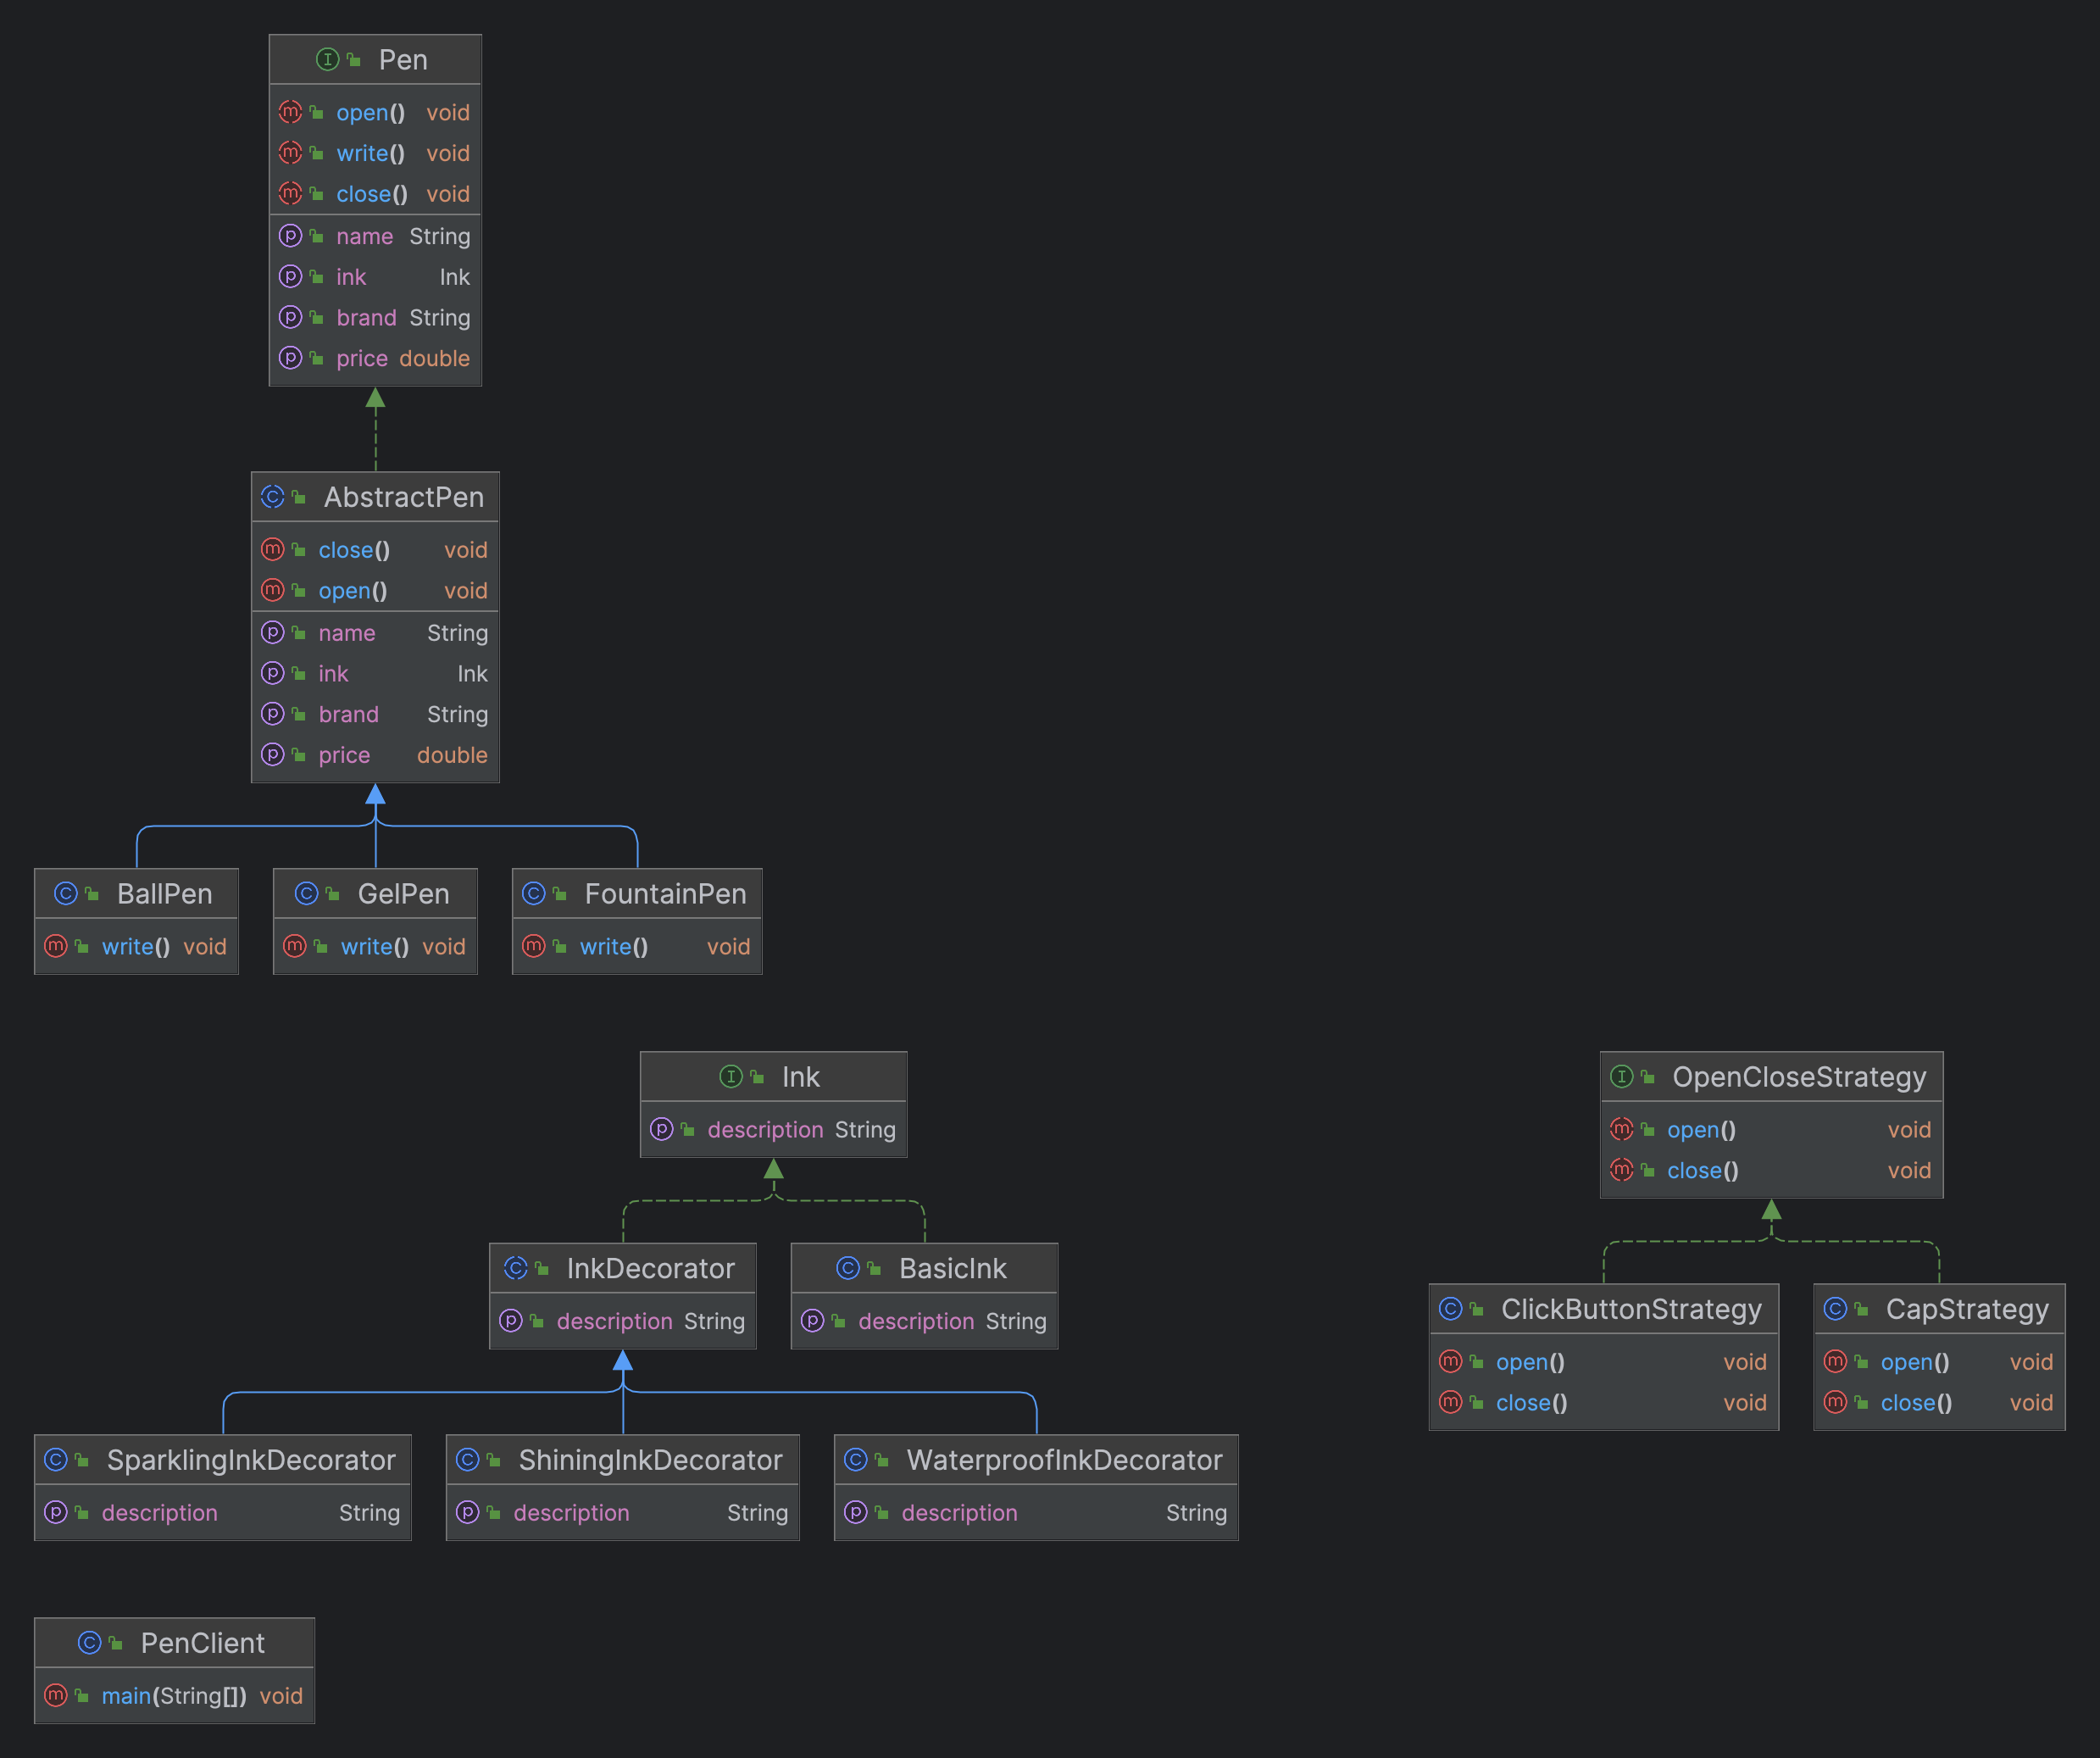 Pen
open() void
write() void
close() void
name String
ink Ink
brand String
price double
AbstractPen
close() void
open() void
name String
ink Ink
brand String
price double
BallPen
write() void
GelPen
write() void
FountainPen
write() void
Ink
description String
OpenCloseStrategy
open() void
close() void
InkDecorator
description String
BasicInk
description String
ClickButtonStrategy
open() void
close() void
CapStrategy
open() void
close() void
SparklingInkDecorator
description String
ShiningInkDecorator
description String
WaterproofInkDecorator
description String
PenClient
main(String[]) void